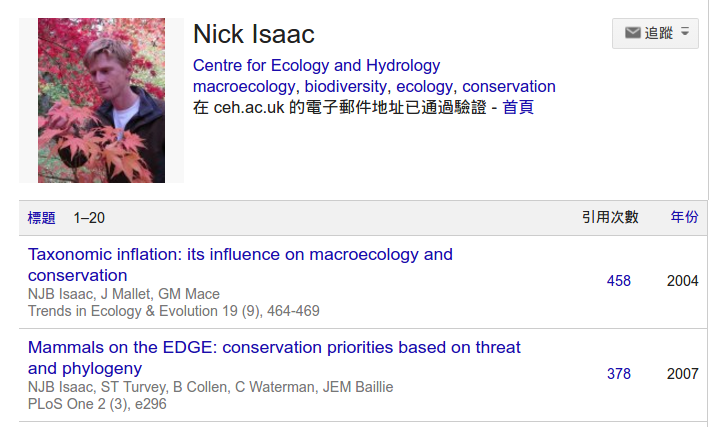 Nick Isaac
追蹤
Centre for Ecology and Hydrology
macroecology, biodiversity, ecology, conservation
在 ceh.ac.uk 的電子郵件地址已通過驗證 - 首頁
標題 1–20 引用次數 年份
Taxonomic inflation: its influence on macroecology and
conservation
458 2004
NJB Isaac, J Mallet, GM Mace
Trends in Ecology & Evolution 19 (9), 464-469
Mammals on the EDGE: conservation priorities based on threat
and phylogeny
378 2007
NJB Isaac, ST Turvey, B Collen, C Waterman, JEM Baillie
PLoS One 2 (3), e296